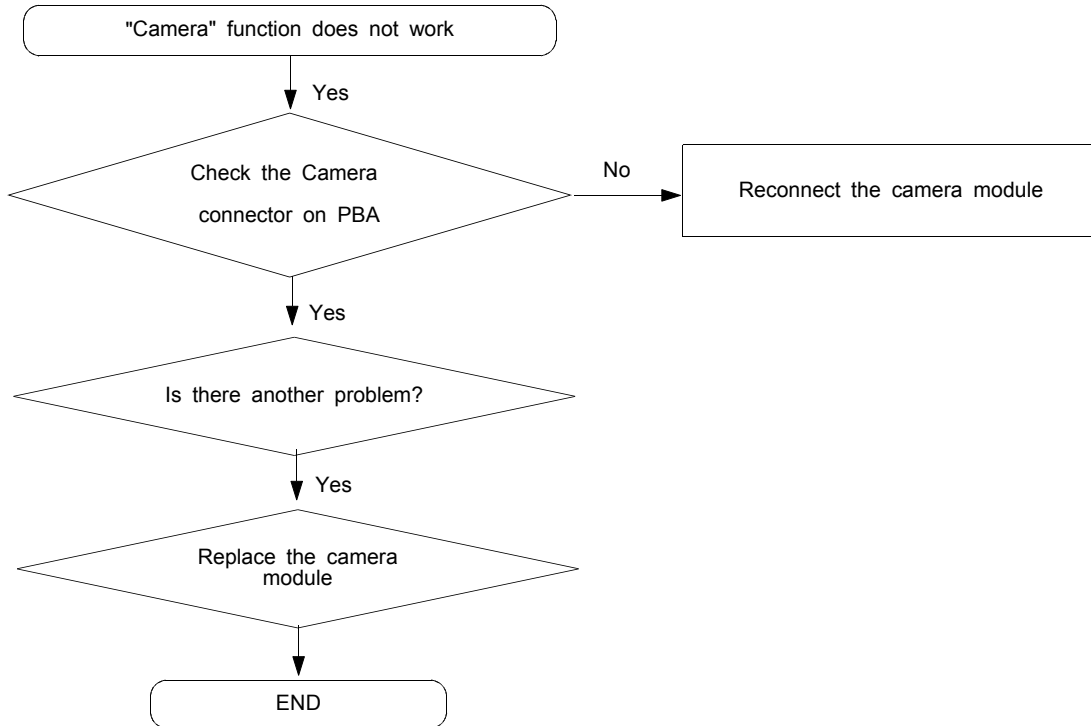 "Camera" function does not work
Yes
Check the Camera
connector on PBA
No
Reconnect the camera module
Yes
Is there another problem?
Yes
Replace the camera
module
END